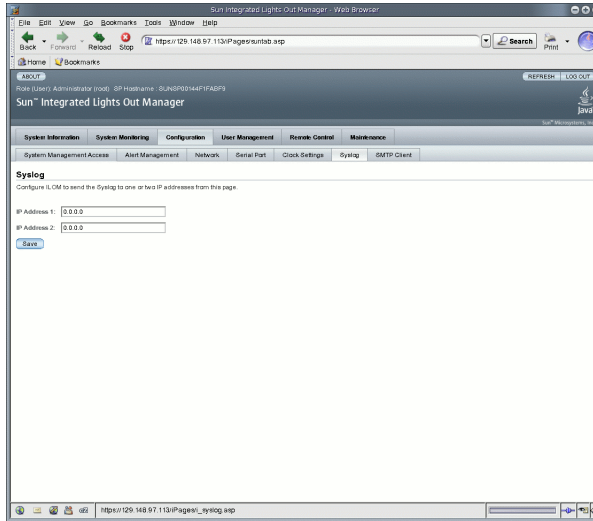 Sun Integrated Lights Out Manager - Web Browser
File Edit View Go Bookmarks Tools Window Help
Back Forward Reload Stop https://129.148.97.113/iPages/suntab.asp Search Print
Home Bookmarks
ABOUT REFRESH LOG OUT
Role (User): Administrator (root) SP Hostname : SUNSP00144F1FABF9
Sun™ Integrated Lights Out Manager
Java
Sun™ Microsystems,
System Information System Monitoring Configuration User Management Remote Control Maintenance
System Management Access Alert Management Network Serial Port Clock Settings Syslog SMTP Client
Syslog
Configure ILOM to send the Syslog to one or two IP addresses from this page.
IP Address 1: 0.0.0.0
IP Address 2: 0.0.0.0
Save
https://129.148.97.113/iPages/i_syslog.asp